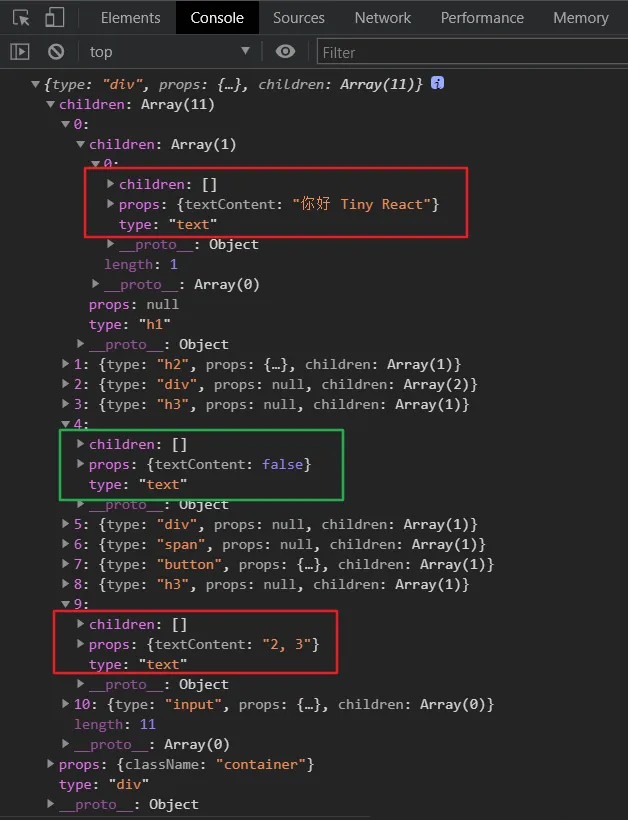 Elements Console Sources Network Performance Memory
top Filter
{type: "div", props: {…}, children: Array(11)} i
children: Array(11)
0:
children: Array(1)
0:
children: []
props: {textContent: "你好 Tiny React"}
type: "text"
__proto__: Object
length: 1
__proto__: Array(0)
props: null
type: "h1"
__proto__: Object
1: {type: "h2", props: {…}, children: Array(1)}
2: {type: "div", props: null, children: Array(2)}
3: {type: "h3", props: null, children: Array(1)}
4:
children: []
props: {textContent: false}
type: "text"
__proto__: Object
5: {type: "div", props: null, children: Array(1)}
6: {type: "span", props: null, children: Array(1)}
7: {type: "button", props: {…}, children: Array(1)}
8: {type: "h3", props: null, children: Array(1)}
9:
children: []
props: {textContent: "2, 3"}
type: "text"
__proto__: Object
10: {type: "input", props: {…}, children: Array(0)}
length: 11
__proto__: Array(0)
props: {className: "container"}
type: "div"
__proto__: Object